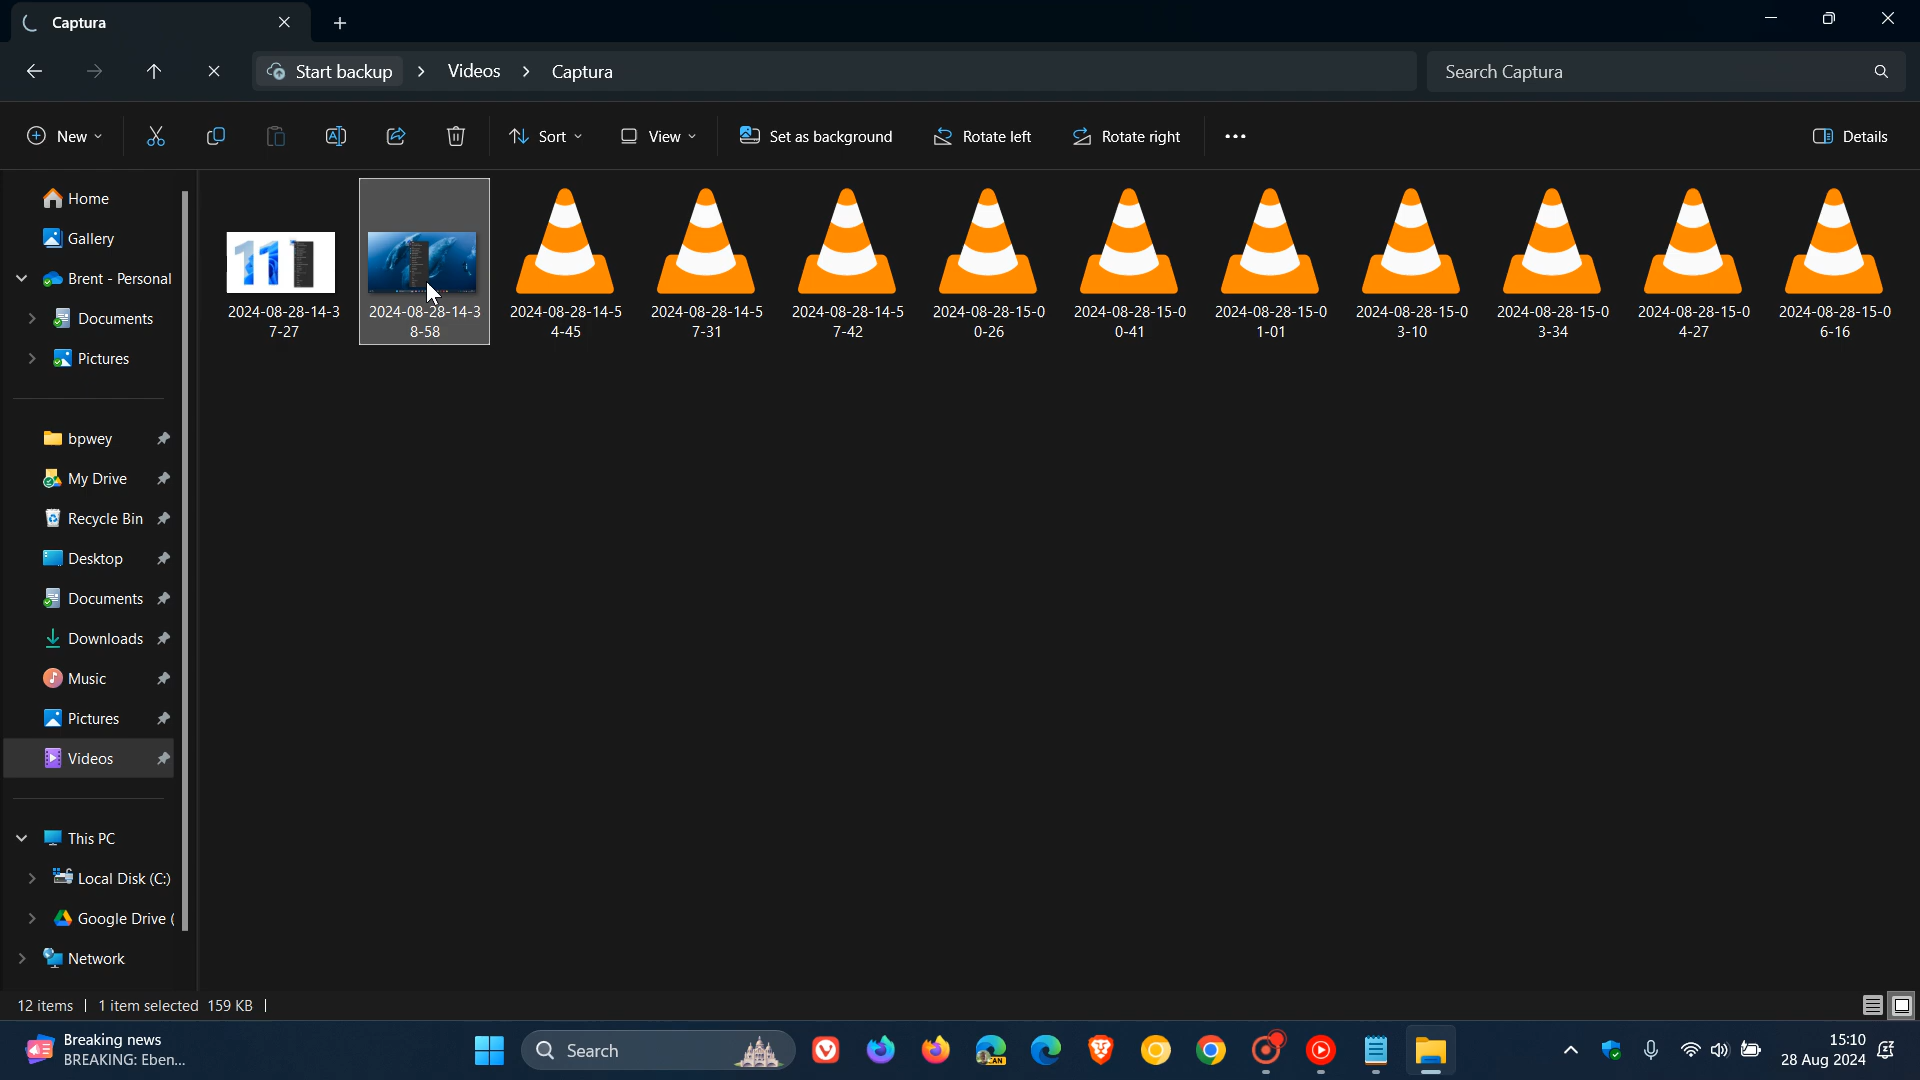 Captura
Start backup > Videos > Captura
Search Captura
New
Sort
View
Set as background
Rotate left
Rotate right
Details
Home
Gallery
Brent - Personal
Documents
Pictures
bpwey
My Drive
Recycle Bin
Desktop
Documents
Downloads
Music
Pictures
Videos
This PC
Local Disk (C:)
Google Drive (
Network
11
2024-08-28-14-3
7-27
2024-08-28-14-3
8-58
2024-08-28-14-5
4-45
2024-08-28-14-5
7-31
2024-08-28-14-5
7-42
2024-08-28-15-0
0-26
2024-08-28-15-0
0-41
2024-08-28-15-0
1-01
2024-08-28-15-0
3-10
2024-08-28-15-0
3-34
2024-08-28-15-0
4-27
2024-08-28-15-0
6-16
12 items
1 item selected 159 KB
Breaking news
BREAKING: Eben...
Search
CAN
15:10
28 Aug 2024